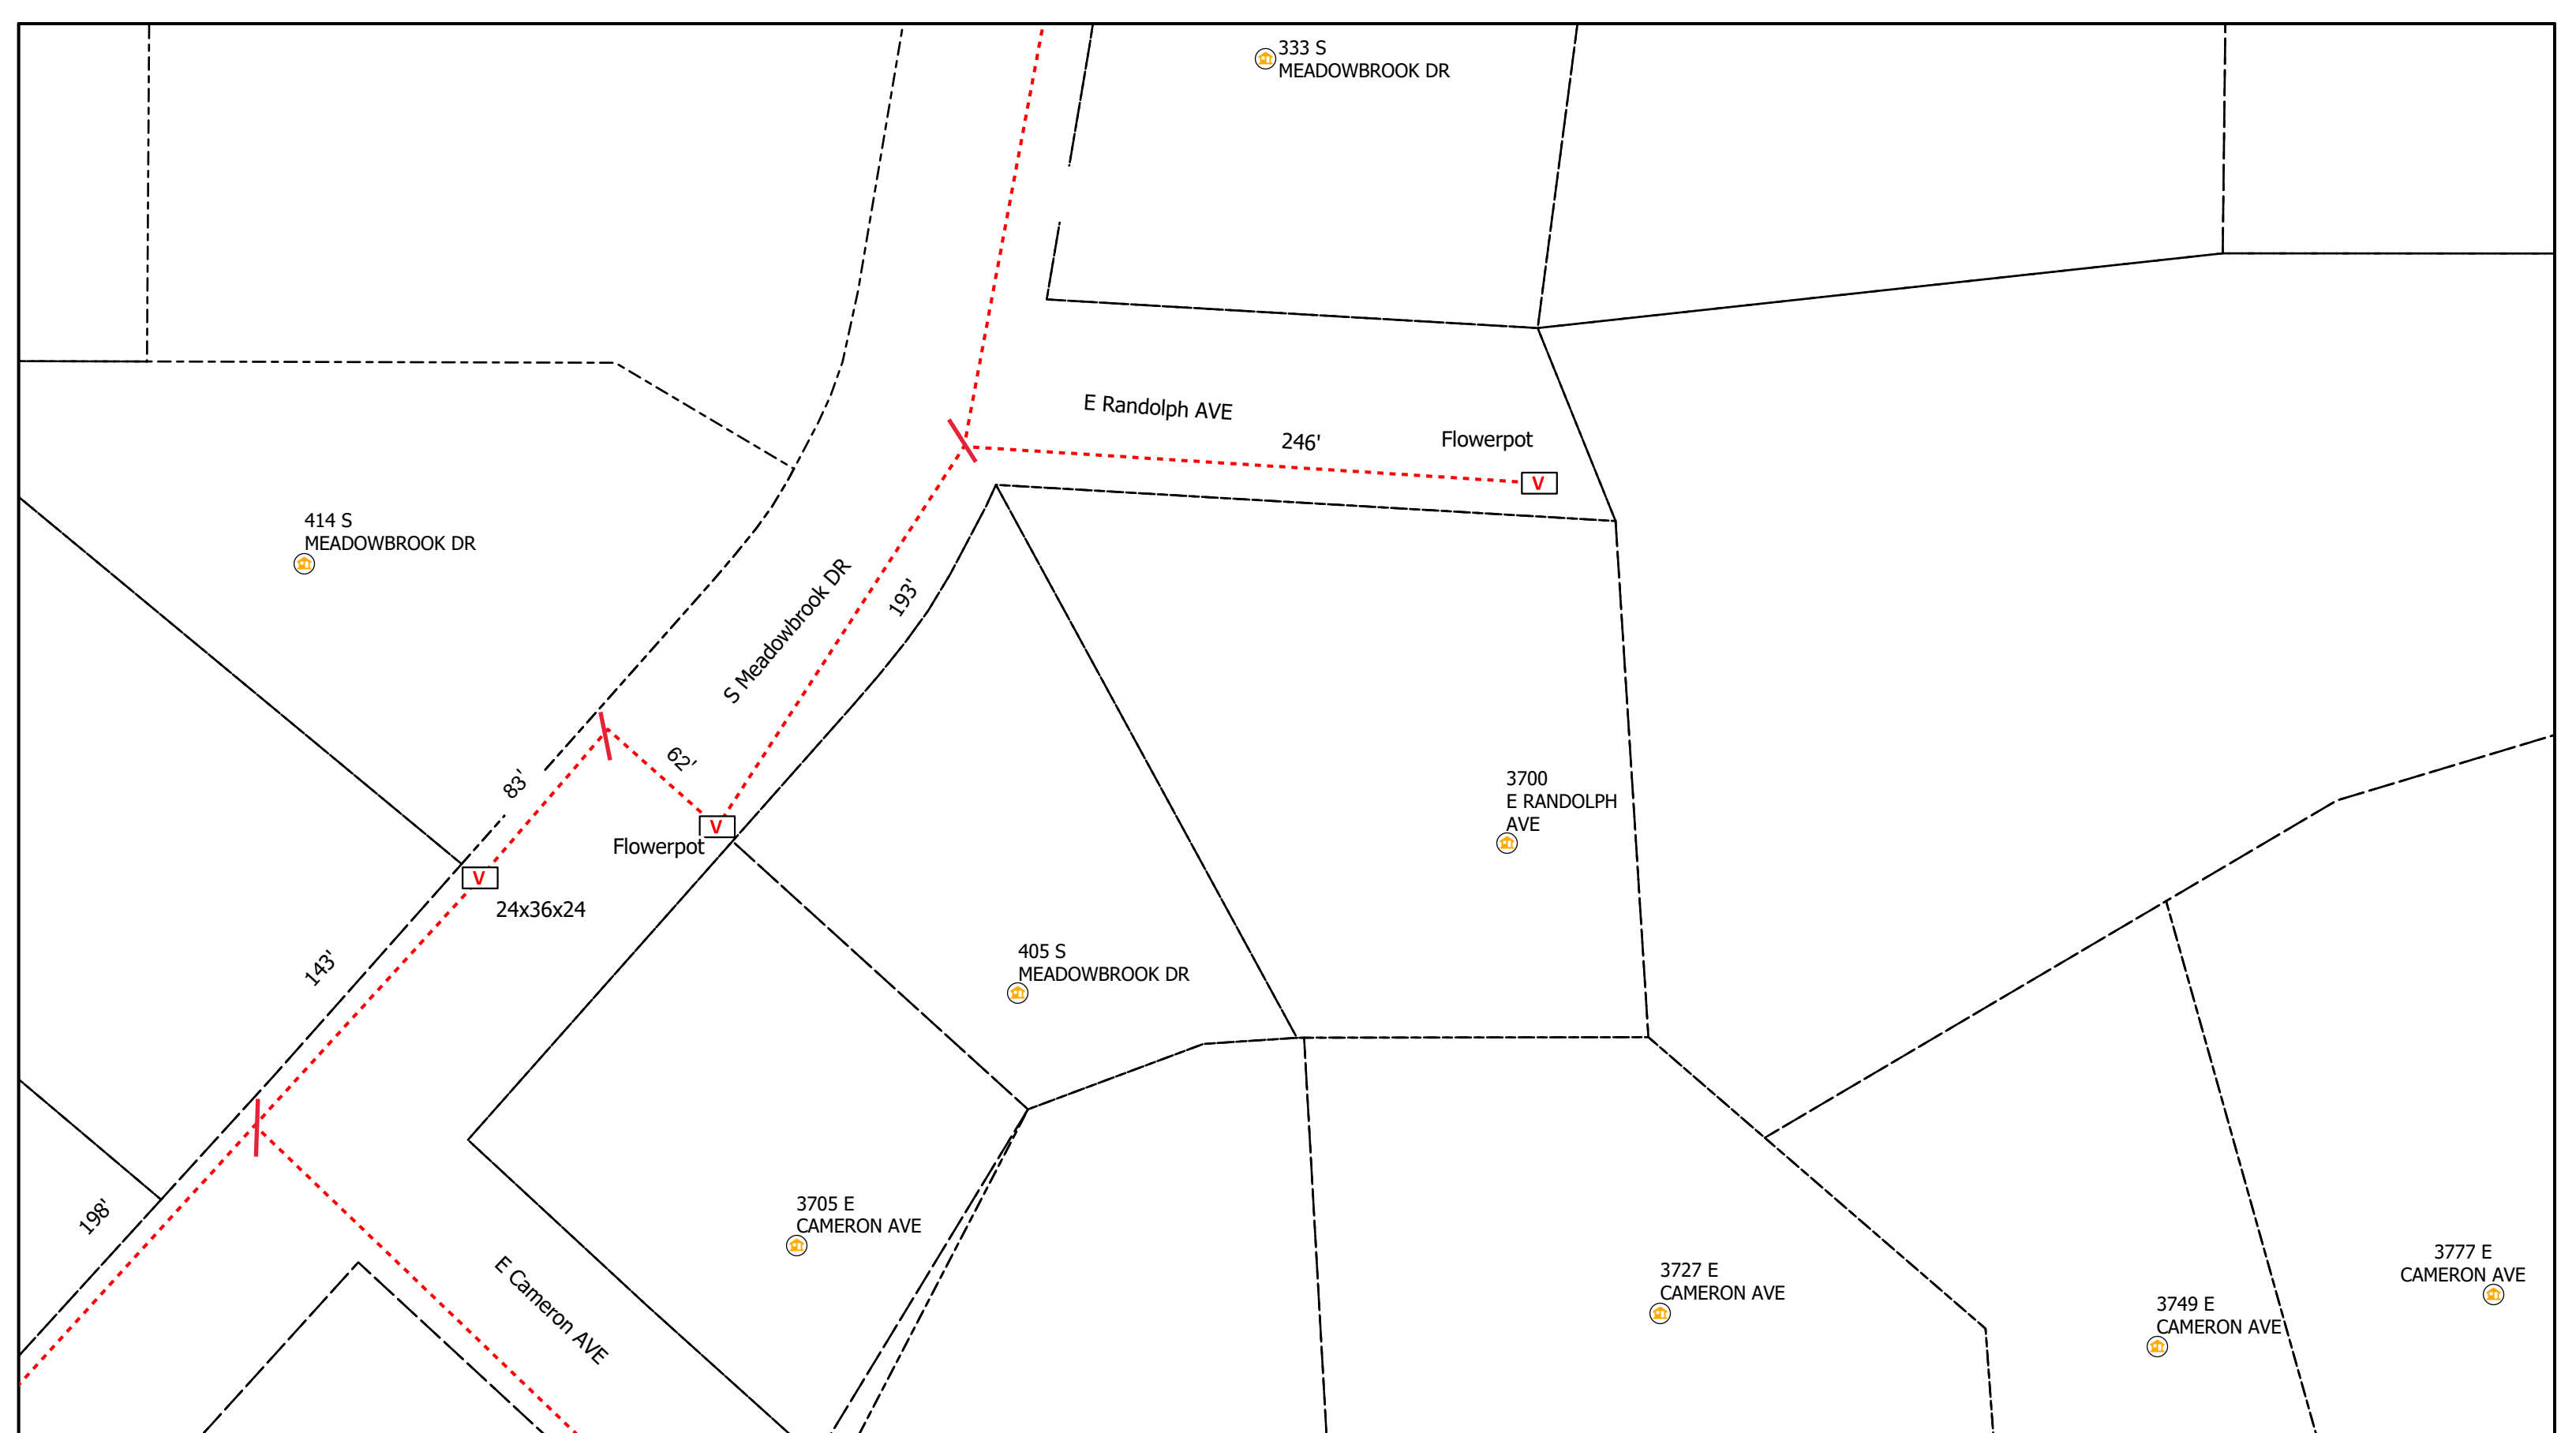 333 S
MEADOWBROOK DR
E Randolph AVE
246'
Flowerpot
V
414 S
MEADOWBROOK DR
S Meadowbrook DR
193'
62'
83'
V
Flowerpot
V
24x36x24
3700
E RANDOLPH
AVE
143'
405 S
MEADOWBROOK DR
198'
3705 E
CAMERON AVE
E Cameron AVE
3727 E
CAMERON AVE
3749 E
CAMERON AVE
3777 E
CAMERON AVE